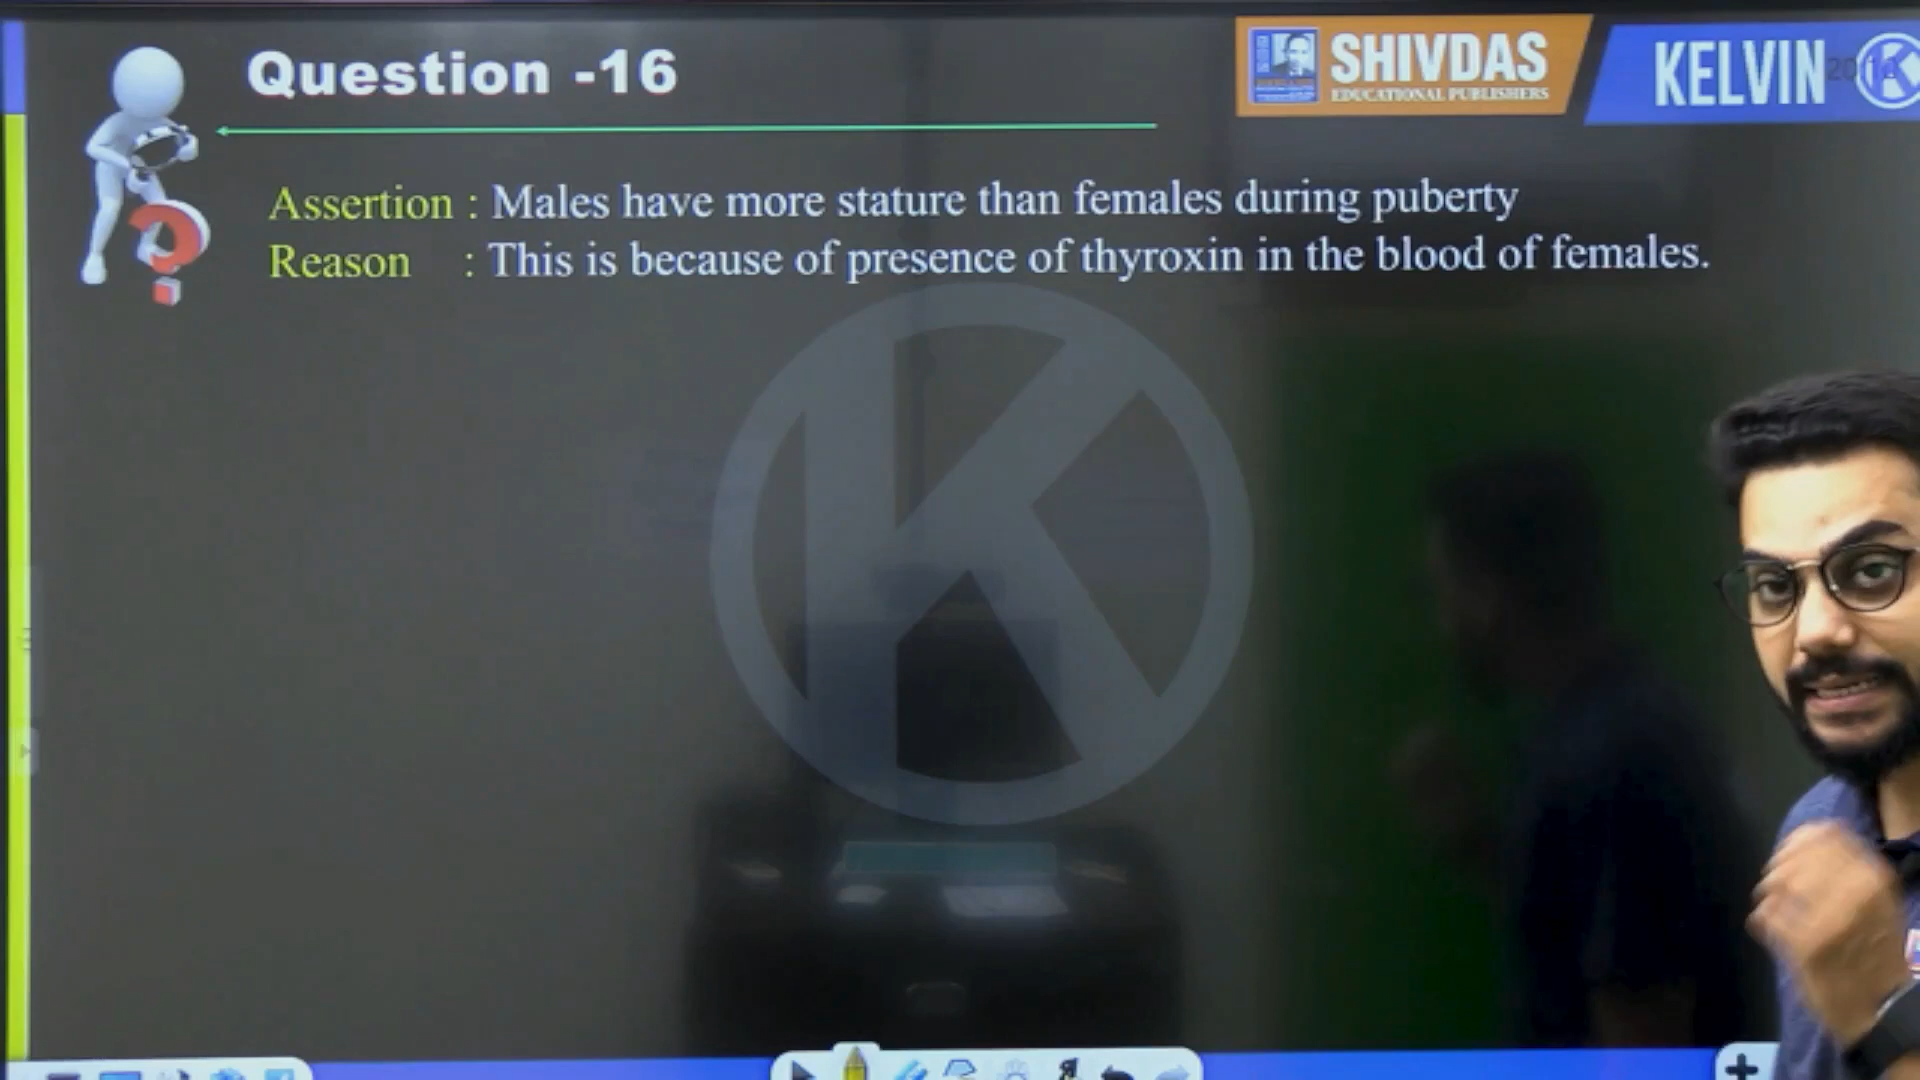 Question -16
SHIVDAS
EDUCATIONAL PUBLISHERS
KELVIN
Assertion : Males have more stature than females during puberty
Reason : This is because of presence of thyroxin in the blood of females.